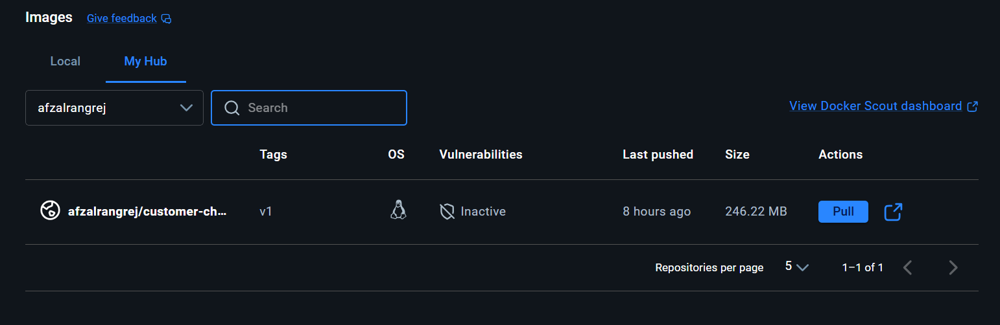 Images Give feedback
Local My Hub
afzalrangrej Search View Docker Scout dashboard
Tags OS Vulnerabilities Last pushed Size Actions
afzalrangrej/customer-ch... v1 Inactive 8 hours ago 246.22 MB Pull
Repositories per page 5 1–1 of 1